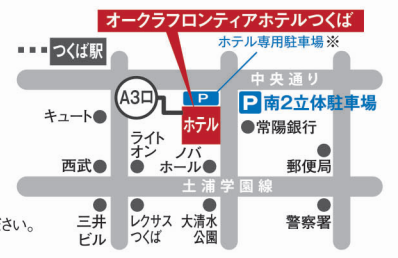 オークラフロンティアホテルつくば
ホテル専用駐車場※
つくば駅
中央通り
A3口
P
P南2立体駐車場
キュート
ホテル
常陽銀行
ライト
オン
ノバ
ホール
西武
郵便局
土浦学園線
さい。
三井
ビル
レクサス
つくば
大清水
公園
警察署